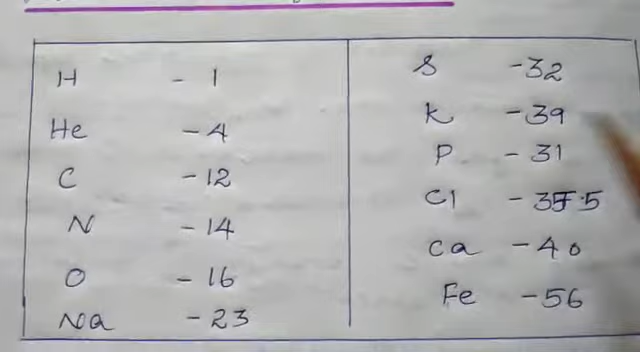 H - 1
He - 4
C - 12
N - 14
O - 16
Na - 23
S - 32
K - 39
P - 31
Cl - 35.5
Ca - 40
Fe - 56